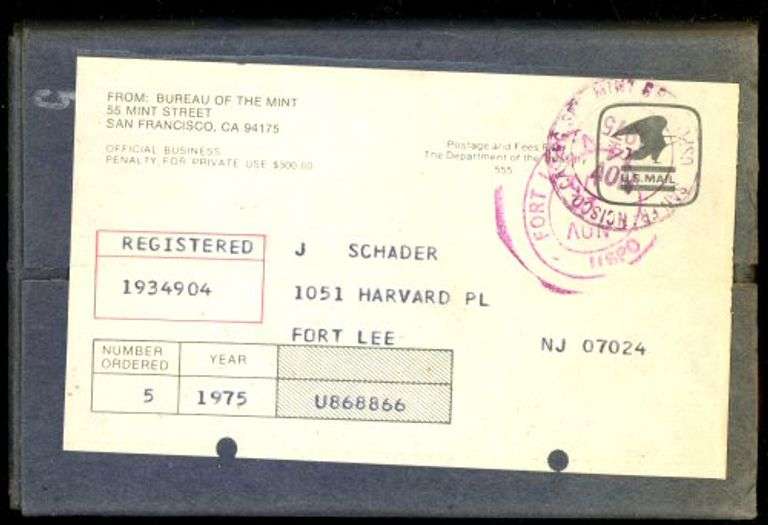 FROM: BUREAU OF THE MINT
55 MINT STREET
SAN FRANCISCO, CA 94175
OFFICIAL BUSINESS
PENALTY FOR PRIVATE USE $300.00
Postage and Fees
The Department of the
555
U.S.MAIL
FORT
NOV
REGISTERED
1934904
J SCHADER
1051 HARVARD PL
FORT LEE
NJ 07024
NUMBER ORDERED
YEAR
5
1975
U868866